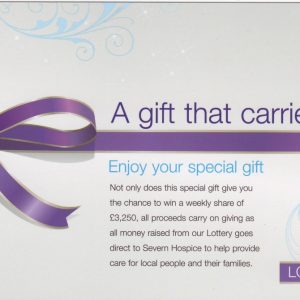 A gift that carrie
Enjoy your special gift
Not only does this special gift give you
the chance to win a weekly share of
£3,250, all proceeds carry on giving as
all money raised from our Lottery goes
direct to Severn Hospice to help provide
care for local people and their families.
LO